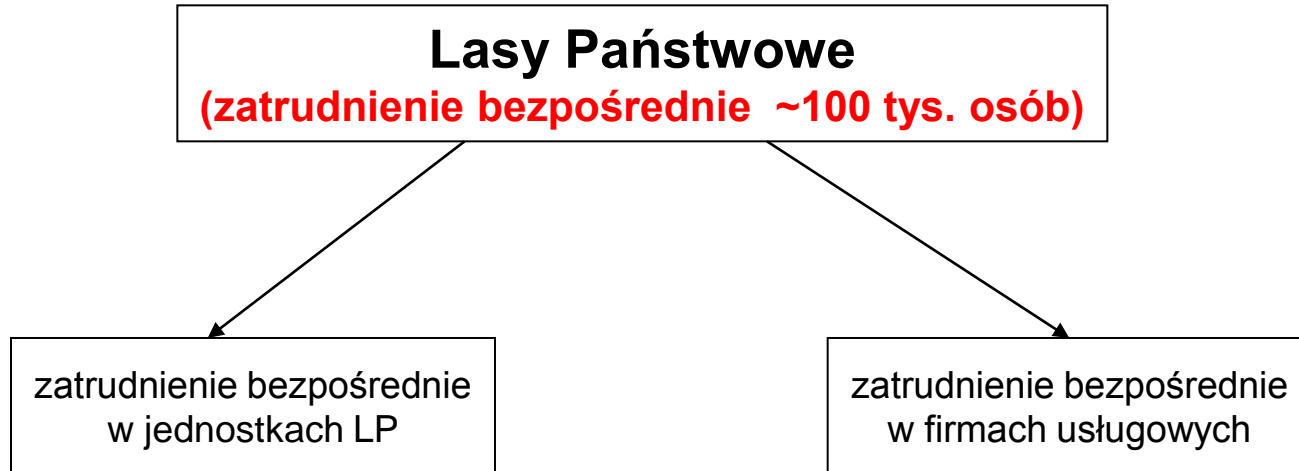 Lasy Państwowe
(zatrudnienie bezpośrednie ~100 tys. osób)
zatrudnienie bezpośrednie
w jednostkach LP
zatrudnienie bezpośrednie
w firmach usługowych